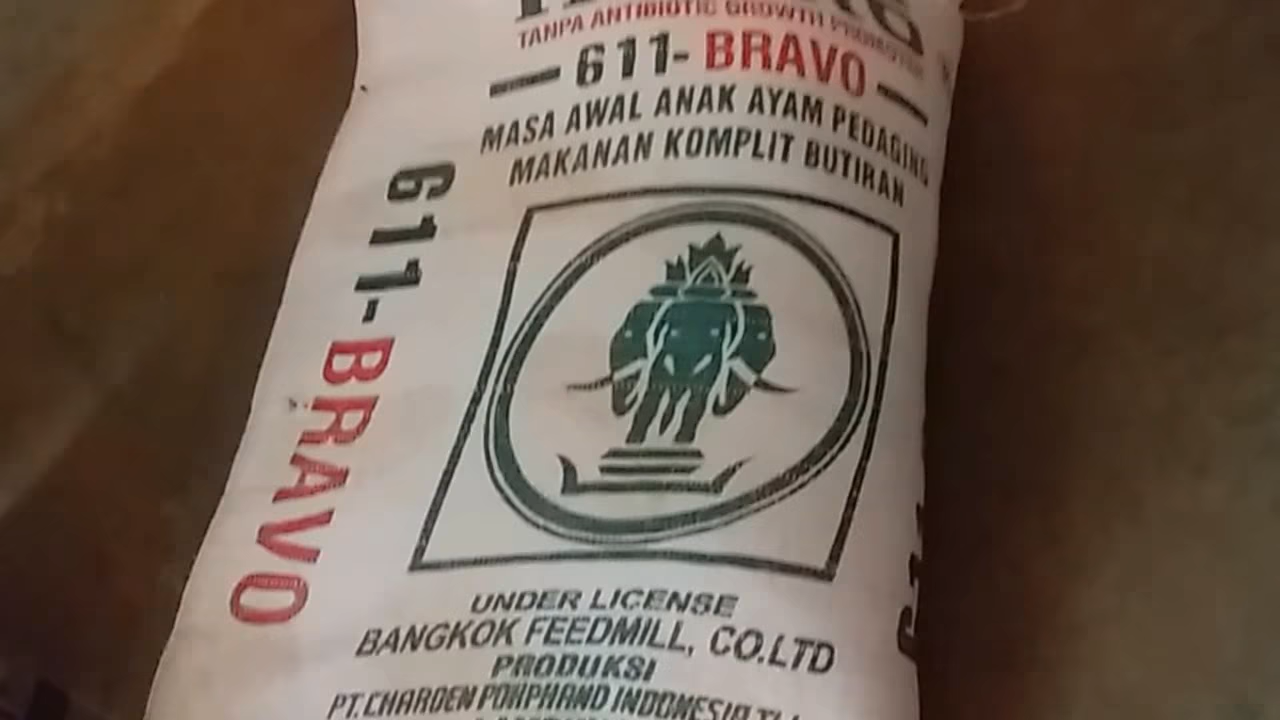 TANPA ANTIBIOTIC GROWTH PROMOTOR
611-BRAVO
MASA AWAL ANAK AYAM PEDAGING
MAKANAN KOMPLIT BUTIRAN
611-BRAVO
UNDER LICENSE
BANGKOK FEEDMILL, CO.LTD
PRODUKSI
PT.CHAROEN POKPHAND INDONESIA